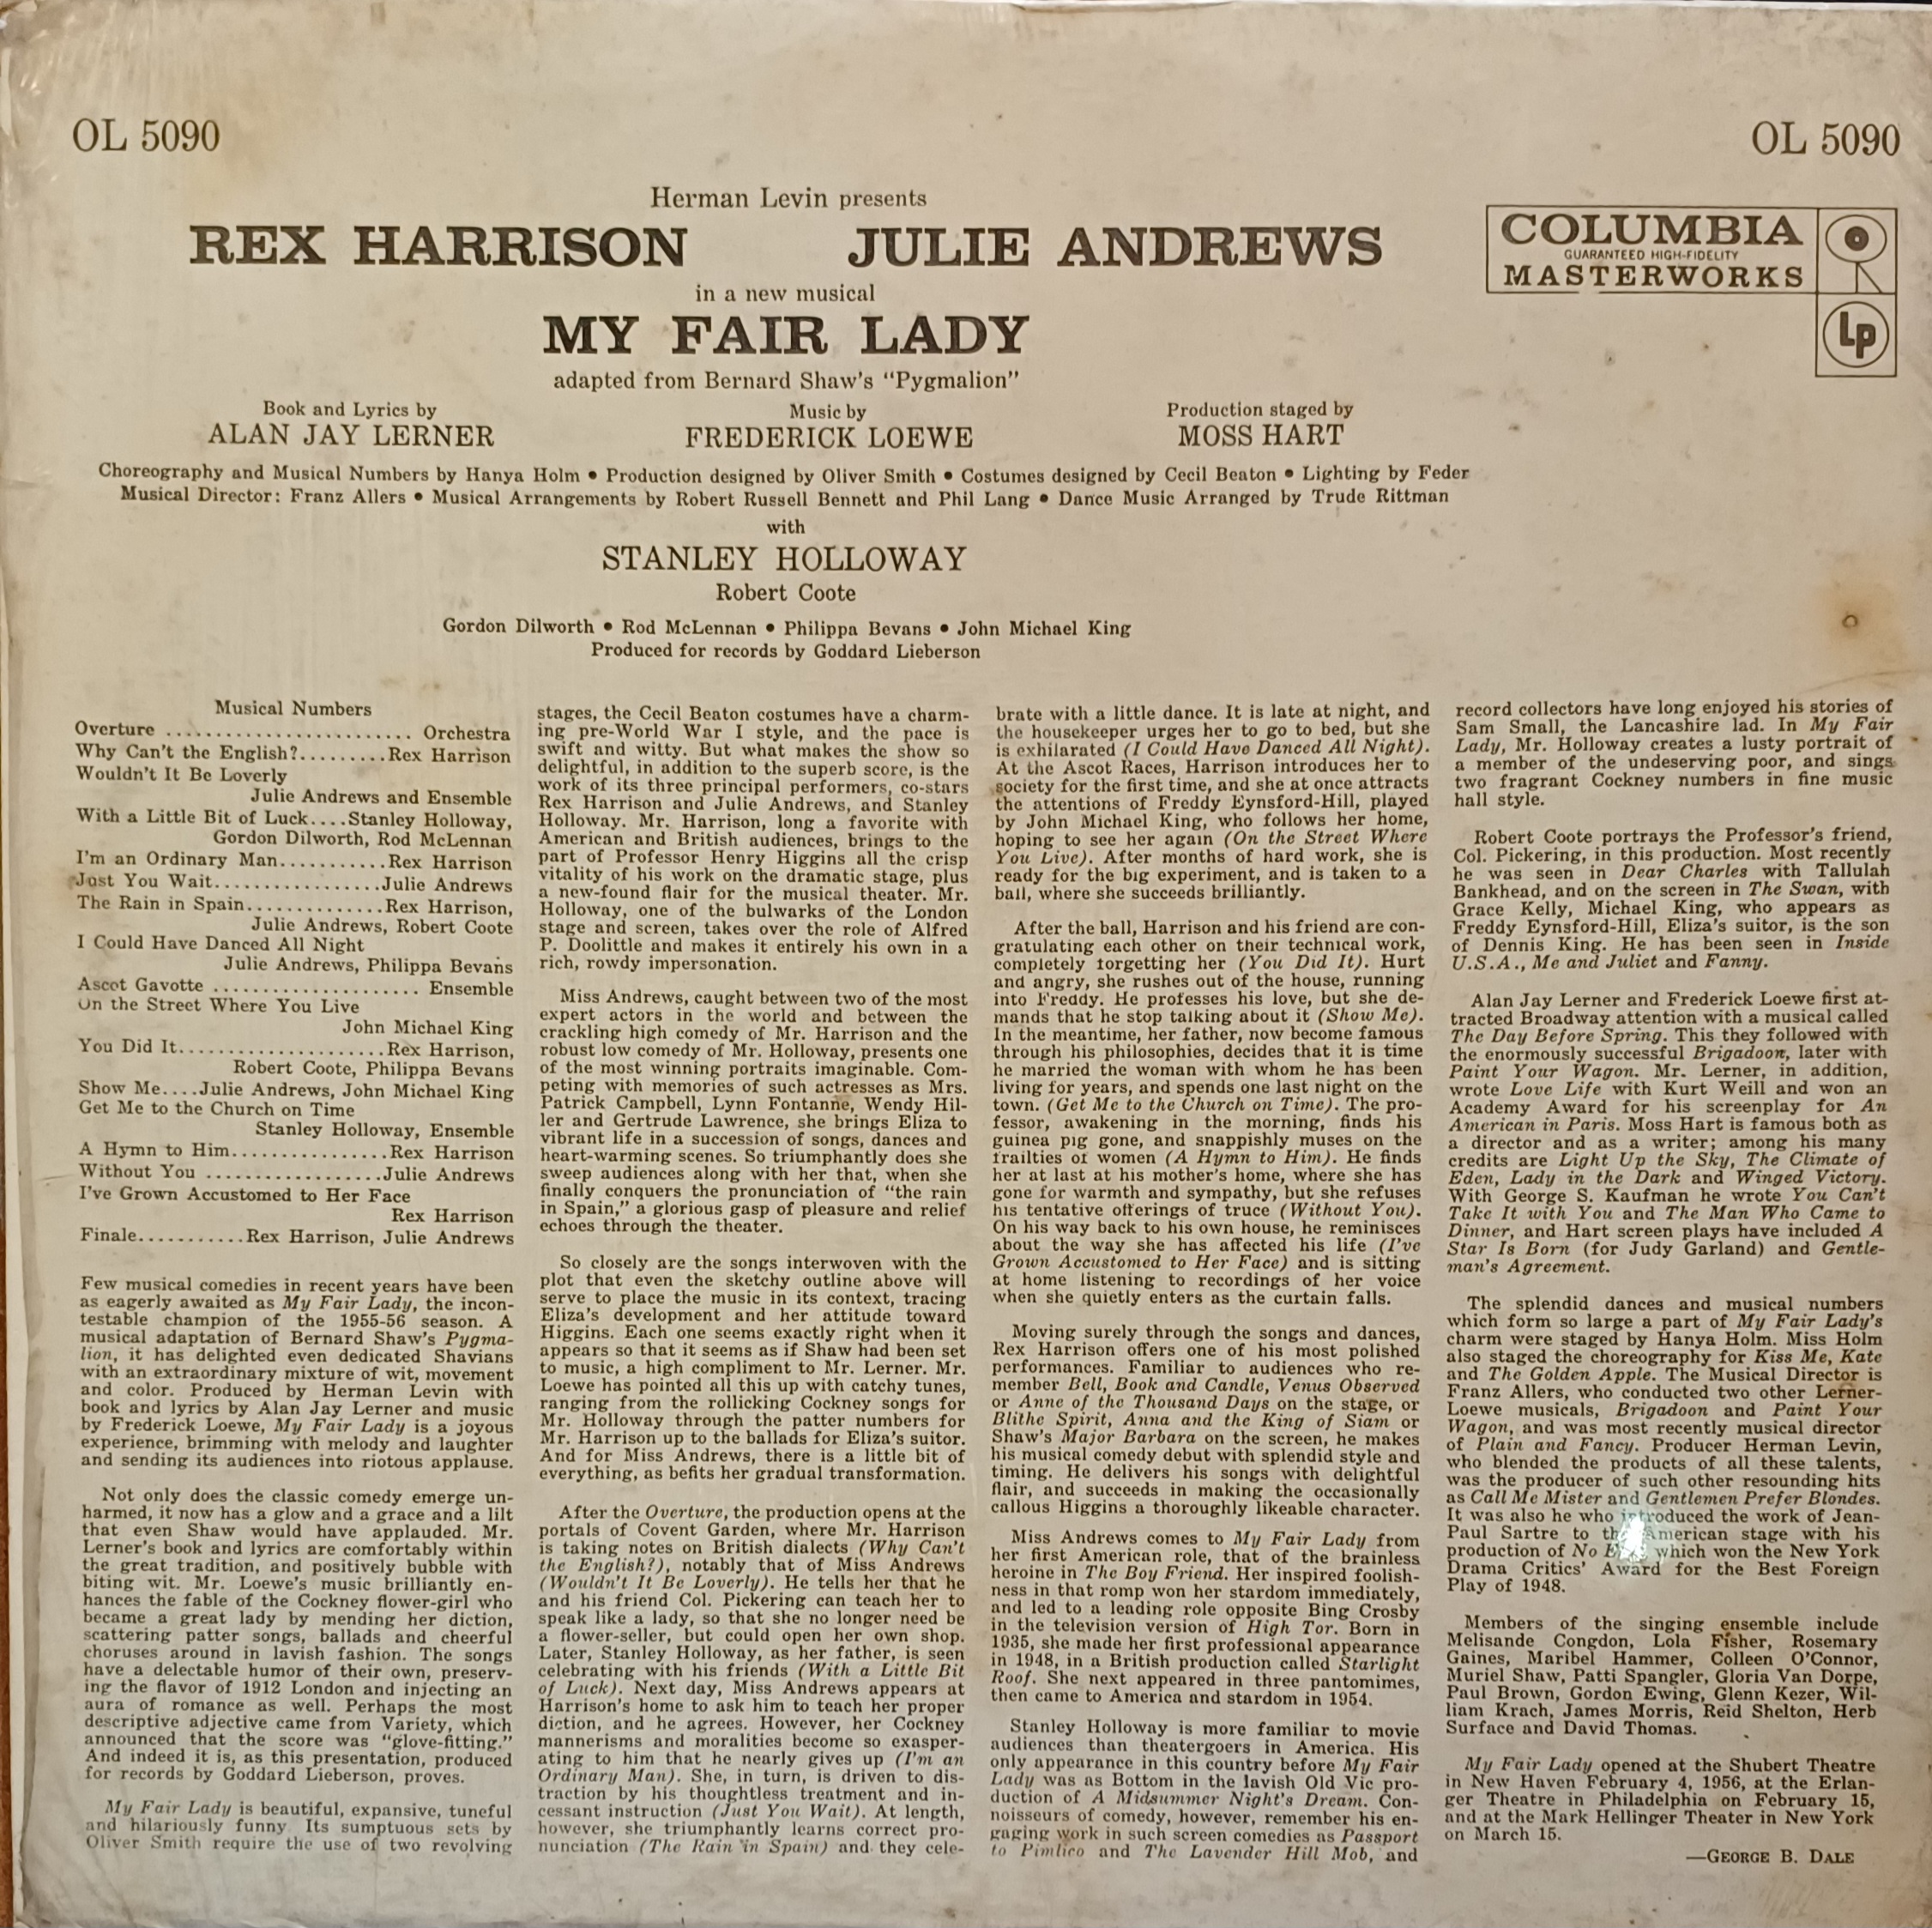 OL 5090
OL 5090
Herman Levin presents
REX HARRISON JULIE ANDREWS
in a new musical
MY FAIR LADY
adapted from Bernard Shaw's “Pygmalion”
COLUMBIA
GUARANTEED HIGH-FIDELITY
MASTERWORKS
Lp
Book and Lyrics by
ALAN JAY LERNER
Music by
FREDERICK LOEWE
Production staged by
MOSS HART
Choreography and Musical Numbers by Hanya Holm • Production designed by Oliver Smith • Costumes designed by Cecil Beaton • Lighting by Feder
Musical Director: Franz Allers • Musical Arrangements by Robert Russell Bennett and Phil Lang • Dance Music Arranged by Trude Rittman
with
STANLEY HOLLOWAY
Robert Coote
Gordon Dilworth • Rod McLennan • Philippa Bevans • John Michael King
Produced for records by Goddard Lieberson
Musical Numbers
Overture .......................... Orchestra
Why Can't the English?.........Rex Harrison
Wouldn't It Be Loverly
Julie Andrews and Ensemble
With a Little Bit of Luck....Stanley Holloway,
Gordon Dilworth, Rod McLennan
I'm an Ordinary Man...........Rex Harrison
Just You Wait.................Julie Andrews
The Rain in Spain..............Rex Harrison,
Julie Andrews, Robert Coote
I Could Have Danced All Night
Julie Andrews, Philippa Bevans
Ascot Gavotte .................... Ensemble
On the Street Where You Live
John Michael King
You Did It.....................Rex Harrison,
Robert Coote, Philippa Bevans
Show Me....Julie Andrews, John Michael King
Get Me to the Church on Time
Stanley Holloway, Ensemble
A Hymn to Him................Rex Harrison
Without You ..................Julie Andrews
I've Grown Accustomed to Her Face
Rex Harrison
Finale...........Rex Harrison, Julie Andrews
Few musical comedies in recent years have been
as eagerly awaited as My Fair Lady, the incon-
testable champion of the 1955-56 season. A
musical adaptation of Bernard Shaw's Pygma-
lion, it has delighted even dedicated Shavians
with an extraordinary mixture of wit, movement
and color. Produced by Herman Levin with
book and lyrics by Alan Jay Lerner and music
by Frederick Loewe, My Fair Lady is a joyous
experience, brimming with melody and laughter
and sending its audiences into riotous applause.
Not only does the classic comedy emerge un-
harmed, it now has a glow and a grace and a lilt
that even Shaw would have applauded. Mr.
Lerner's book and lyrics are comfortably within
the great tradition, and positively bubble with
biting wit. Mr. Loewe's music brilliantly en-
hances the fable of the Cockney flower-girl who
became a great lady by mending her diction,
scattering patter songs, ballads and cheerful
choruses around in lavish fashion. The songs
have a delectable humor of their own, preserv-
ing the flavor of 1912 London and injecting an
aura of romance as well. Perhaps the most
descriptive adjective came from Variety, which
announced that the score was “glove-fitting.”
And indeed it is, as this presentation, produced
for records by Goddard Lieberson, proves.
My Fair Lady is beautiful, expansive, tuneful
and hilariously funny. Its sumptuous sets by
Oliver Smith require the use of two revolving
stages, the Cecil Beaton costumes have a charm-
ing pre-World War I style, and the pace is
swift and witty. But what makes the show so
delightful, in addition to the superb score, is the
work of its three principal performers, co-stars
Rex Harrison and Julie Andrews, and Stanley
Holloway. Mr. Harrison, long a favorite with
American and British audiences, brings to the
part of Professor Henry Higgins all the crisp
vitality of his work on the dramatic stage, plus
a new-found flair for the musical theater. Mr.
Holloway, one of the bulwarks of the London
stage and screen, takes over the role of Alfred
P. Doolittle and makes it entirely his own in a
rich, rowdy impersonation.
Miss Andrews, caught between two of the most
expert actors in the world and between the
crackling high comedy of Mr. Harrison and the
robust low comedy of Mr. Holloway, presents one
of the most winning portraits imaginable. Com-
peting with memories of such actresses as Mrs.
Patrick Campbell, Lynn Fontanne, Wendy Hil-
ler and Gertrude Lawrence, she brings Eliza to
vibrant life in a succession of songs, dances and
heart-warming scenes. So triumphantly does she
sweep audiences along with her that, when she
finally conquers the pronunciation of “the rain
in Spain,” a glorious gasp of pleasure and relief
echoes through the theater.
So closely are the songs interwoven with the
plot that even the sketchy outline above will
serve to place the music in its context, tracing
Eliza's development and her attitude toward
Higgins. Each one seems exactly right when it
appears so that it seems as if Shaw had been set
to music, a high compliment to Mr. Lerner. Mr.
Loewe has pointed all this up with catchy tunes,
ranging from the rollicking Cockney songs for
Mr. Holloway through the patter numbers for
Mr. Harrison up to the ballads for Eliza's suitor.
And for Miss Andrews, there is a little bit of
everything, as befits her gradual transformation.
After the Overture, the production opens at the
portals of Covent Garden, where Mr. Harrison
is taking notes on British dialects (Why Can't
the English?), notably that of Miss Andrews
(Wouldn't It Be Loverly). He tells her that he
and his friend Col. Pickering can teach her to
speak like a lady, so that she no longer need be
a flower-seller, but could open her own shop.
Later, Stanley Holloway, as her father, is seen
celebrating with his friends (With a Little Bit
of Luck). Next day, Miss Andrews appears at
Harrison's home to ask him to teach her proper
diction, and he agrees. However, her Cockney
mannerisms and moralities become so exasper-
ating to him that he nearly gives up (I'm an
Ordinary Man). She, in turn, is driven to dis-
traction by his thoughtless treatment and in-
cessant instruction (Just You Wait). At length,
however, she triumphantly learns correct pro-
nunciation (The Rain in Spain) and they cele-
brate with a little dance. It is late at night, and
the housekeeper urges her to go to bed, but she
is exhilarated (I Could Have Danced All Night).
At the Ascot Races, Harrison introduces her to
society for the first time, and she at once attracts
the attentions of Freddy Eynsford-Hill, played
by John Michael King, who follows her home,
hoping to see her again (On the Street Where
You Live). After months of hard work, she is
ready for the big experiment, and is taken to a
ball, where she succeeds brilliantly.
After the ball, Harrison and his friend are con-
gratulating each other on their technical work,
completely forgetting her (You Did It). Hurt
and angry, she rushes out of the house, running
into Freddy. He professes his love, but she de-
mands that he stop talking about it (Show Me).
In the meantime, her father, now become famous
through his philosophies, decides that it is time
he married the woman with whom he has been
living for years, and spends one last night on the
town. (Get Me to the Church on Time). The pro-
fessor, awakening in the morning, finds his
guinea pig gone, and snappishly muses on the
frailties of women (A Hymn to Him). He finds
her at last at his mother's home, where she has
gone for warmth and sympathy, but she refuses
his tentative offerings of truce (Without You).
On his way back to his own house, he reminisces
about the way she has affected his life (I've
Grown Accustomed to Her Face) and is sitting
at home listening to recordings of her voice
when she quietly enters as the curtain falls.
Moving surely through the songs and dances,
Rex Harrison offers one of his most polished
performances. Familiar to audiences who re-
member Bell, Book and Candle, Venus Observed
or Anne of the Thousand Days on the stage, or
Blithe Spirit, Anna and the King of Siam or
Shaw's Major Barbara on the screen, he makes
his musical comedy debut with splendid style and
timing. He delivers his songs with delightful
flair, and succeeds in making the occasionally
callous Higgins a thoroughly likeable character.
Miss Andrews comes to My Fair Lady from
her first American role, that of the brainless
heroine in The Boy Friend. Her inspired foolish-
ness in that romp won her stardom immediately,
and led to a leading role opposite Bing Crosby
in the television version of High Tor. Born in
1935, she made her first professional appearance
in 1948, in a British production called Starlight
Roof. She next appeared in three pantomimes,
then came to America and stardom in 1954.
Stanley Holloway is more familiar to movie
audiences than theatergoers in America. His
only appearance in this country before My Fair
Lady was as Bottom in the lavish Old Vic pro-
duction of A Midsummer Night's Dream. Con-
noisseurs of comedy, however, remember his en-
gaging work in such screen comedies as Passport
to Pimlico and The Lavender Hill Mob, and
record collectors have long enjoyed his stories of
Sam Small, the Lancashire lad. In My Fair
Lady, Mr. Holloway creates a lusty portrait of
a member of the undeserving poor, and sings
two fragrant Cockney numbers in fine music
hall style.
Robert Coote portrays the Professor's friend,
Col. Pickering, in this production. Most recently
he was seen in Dear Charles with Tallulah
Bankhead, and on the screen in The Swan, with
Grace Kelly, Michael King, who appears as
Freddy Eynsford-Hill, Eliza's suitor, is the son
of Dennis King. He has been seen in Inside
U.S.A., Me and Juliet and Fanny.
Alan Jay Lerner and Frederick Loewe first at-
tracted Broadway attention with a musical called
The Day Before Spring. This they followed with
the enormously successful Brigadoon, later with
Paint Your Wagon. Mr. Lerner, in addition,
wrote Love Life with Kurt Weill and won an
Academy Award for his screenplay for An
American in Paris. Moss Hart is famous both as
a director and as a writer; among his many
credits are Light Up the Sky, The Climate of
Eden, Lady in the Dark and Winged Victory.
With George S. Kaufman he wrote You Can't
Take It with You and The Man Who Came to
Dinner, and Hart screen plays have included A
Star Is Born (for Judy Garland) and Gentle-
man's Agreement.
The splendid dances and musical numbers
which form so large a part of My Fair Lady's
charm were staged by Hanya Holm. Miss Holm
also staged the choreography for Kiss Me, Kate
and The Golden Apple. The Musical Director is
Franz Allers, who conducted two other Lerner-
Loewe musicals, Brigadoon and Paint Your
Wagon, and was most recently musical director
of Plain and Fancy. Producer Herman Levin,
who blended the products of all these talents,
was the producer of such other resounding hits
as Call Me Mister and Gentlemen Prefer Blondes.
It was also he who introduced the work of Jean-
Paul Sartre to the American stage with his
production of No which won the New York
Drama Critics' Award for the Best Foreign
Play of 1948.
Members of the singing ensemble include
Melisande Congdon, Lola Fisher, Rosemary
Gaines, Maribel Hammer, Colleen O'Connor,
Muriel Shaw, Patti Spangler, Gloria Van Dorpe,
Paul Brown, Gordon Ewing, Glenn Kezer, Wil-
liam Krach, James Morris, Reid Shelton, Herb
Surface and David Thomas.
My Fair Lady opened at the Shubert Theatre
in New Haven February 4, 1956, at the Erlan-
ger Theatre in Philadelphia on February 15,
and at the Mark Hellinger Theater in New York
on March 15.
—GEORGE B. DALE